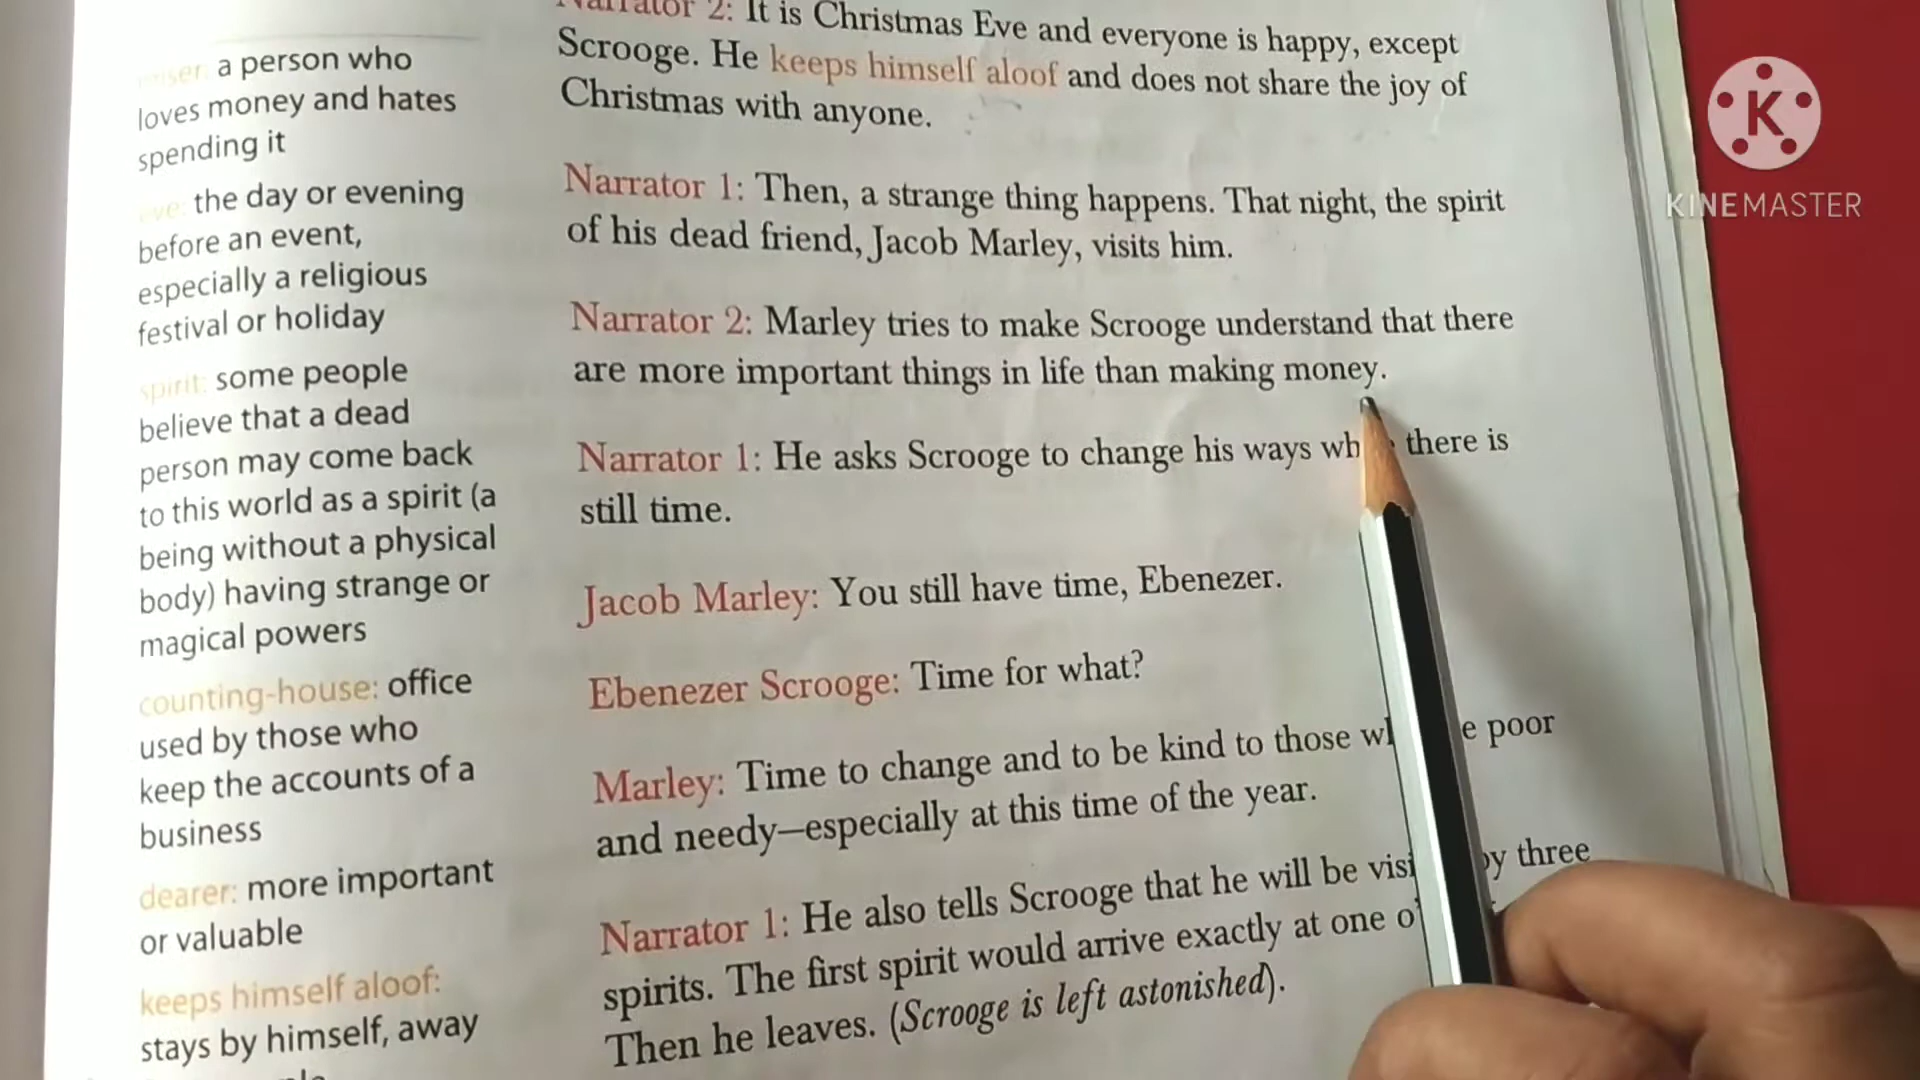 miser: a person who
loves money and hates
spending it
eve: the day or evening
before an event,
especially a religious
festival or holiday
spirit: some people
believe that a dead
person may come back
to this world as a spirit (a
being without a physical
body) having strange or
magical powers
counting-house: office
used by those who
keep the accounts of a
business
dearer: more important
or valuable
keeps himself aloof:
stays by himself, away
Narrator 2: It is Christmas Eve and everyone is happy, except
Scrooge. He keeps himself aloof and does not share the joy of
Christmas with anyone.
Narrator 1: Then, a strange thing happens. That night, the spirit
of his dead friend, Jacob Marley, visits him.
Narrator 2: Marley tries to make Scrooge understand that there
are more important things in life than making money.
Narrator 1: He asks Scrooge to change his ways there is
still time.
Jacob Marley: You still have time, Ebenezer.
Ebenezer Scrooge: Time for what?
Marley: Time to change and to be kind to those poor
and needy—especially at this time of the year.
Narrator 1: He also tells Scrooge that he will be by three
spirits. The first spirit would arrive exactly at one
Then he leaves. (Scrooge is left astonished).
K
KINEMASTER